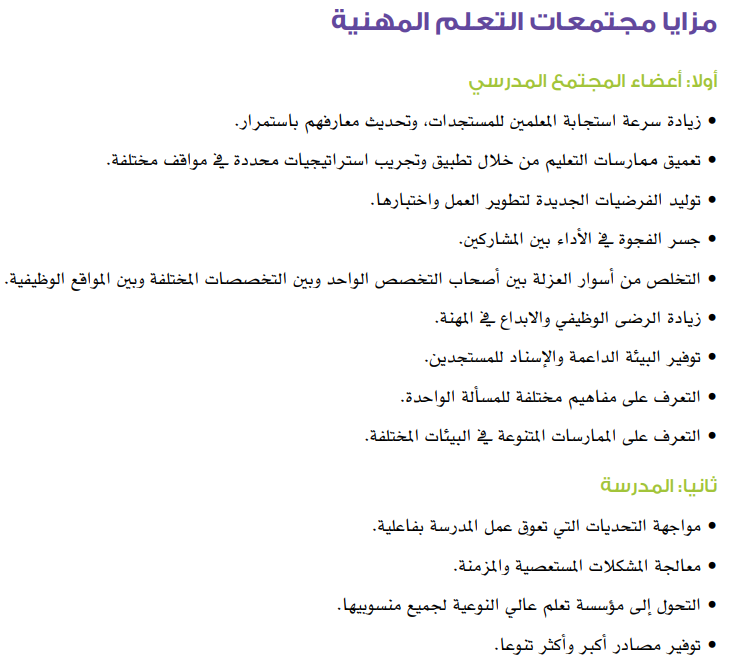 مزايا مجتمعات التعلم المهنية
أولا: أعضاء المجتمع المدرسي
• زيادة سرعة استجابة المعلمين للمستجدات، وتحديث معارفهم باستمرار.
• تعميق ممارسات التعليم من خلال تطبيق وتجريب استراتيجيات محددة في مواقف مختلفة.
• توليد الفرضيات الجديدة لتطوير العمل واختبارها.
• جسر الفجوة في الأداء بين المشاركين.
• التخلص من أسوار العزلة بين أصحاب التخصص الواحد وبين التخصصات المختلفة وبين المواقع الوظيفية.
• زيادة الرضى الوظيفي والابداع في المهنة.
• توفير البيئة الداعمة والإسناد للمستجدين.
• التعرف على مفاهيم مختلفة للمسألة الواحدة.
• التعرف على الممارسات المتنوعة في البيئات المختلفة.
ثانيا: المدرسة
• مواجهة التحديات التي تعوق عمل المدرسة بفاعلية.
• معالجة المشكلات المستعصية والمزمنة.
• التحول إلى مؤسسة تعلم عالي النوعية لجميع منسوبيها.
• توفير مصادر أكبر وأكثر تنوعا.